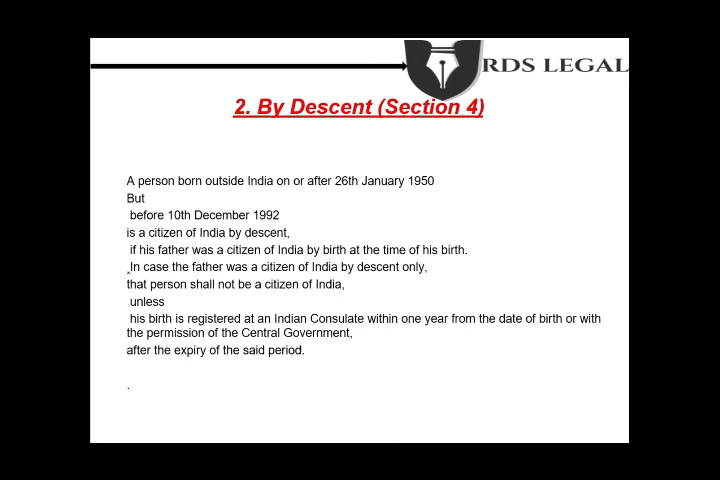 RDS LEGAL
2. By Descent (Section 4)
A person born outside India on or after 26th January 1950
But
before 10th December 1992
is a citizen of India by descent,
if his father was a citizen of India by birth at the time of his birth.
In case the father was a citizen of India by descent only,
that person shall not be a citizen of India,
unless
his birth is registered at an Indian Consulate within one year from the date of birth or with
the permission of the Central Government,
after the expiry of the said period.
.